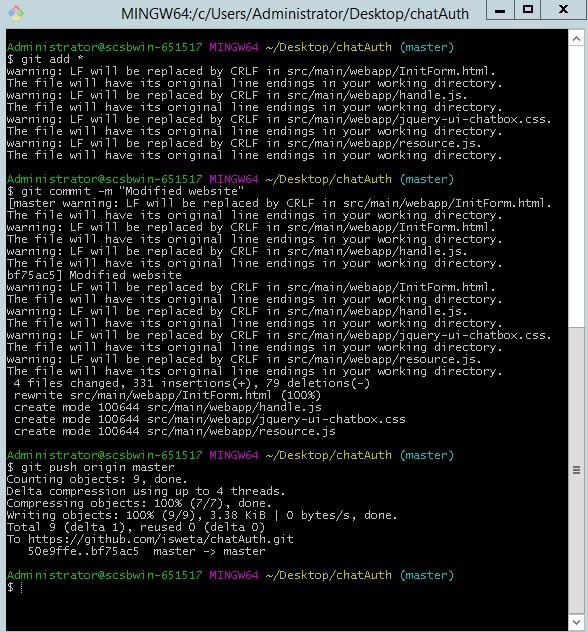 MINGW64:/c/Users/Administrator/Desktop/chatAuth
Administrator@scsbwin-651517 MINGW64 ~/Desktop/chatAuth (master)
$ git add *
warning: LF will be replaced by CRLF in src/main/webapp/InitForm.html.
The file will have its original line endings in your working directory.
warning: LF will be replaced by CRLF in src/main/webapp/handle.js.
The file will have its original line endings in your working directory.
warning: LF will be replaced by CRLF in src/main/webapp/jquery-ui-chatbox.css.
The file will have its original line endings in your working directory.
warning: LF will be replaced by CRLF in src/main/webapp/resource.js.
The file will have its original line endings in your working directory.
Administrator@scsbwin-651517 MINGW64 ~/Desktop/chatAuth (master)
$ git commit -m "Modified website"
[master warning: LF will be replaced by CRLF in src/main/webapp/InitForm.html.
The file will have its original line endings in your working directory.
warning: LF will be replaced by CRLF in src/main/webapp/InitForm.html.
The file will have its original line endings in your working directory.
warning: LF will be replaced by CRLF in src/main/webapp/handle.js.
The file will have its original line endings in your working directory.
bf75ac5] Modified website
warning: LF will be replaced by CRLF in src/main/webapp/InitForm.html.
The file will have its original line endings in your working directory.
warning: LF will be replaced by CRLF in src/main/webapp/handle.js.
The file will have its original line endings in your working directory.
warning: LF will be replaced by CRLF in src/main/webapp/jquery-ui-chatbox.css.
The file will have its original line endings in your working directory.
warning: LF will be replaced by CRLF in src/main/webapp/resource.js.
The file will have its original line endings in your working directory.
4 files changed, 331 insertions(+), 79 deletions(-)
rewrite src/main/webapp/InitForm.html (100%)
create mode 100644 src/main/webapp/handle.js
create mode 100644 src/main/webapp/jquery-ui-chatbox.css
create mode 100644 src/main/webapp/resource.js
Administrator@scsbwin-651517 MINGW64 ~/Desktop/chatAuth (master)
$ git push origin master
Counting objects: 9, done.
Delta compression using up to 4 threads.
Compressing objects: 100% (7/7), done.
Writing objects: 100% (9/9), 3.38 KiB | 0 bytes/s, done.
Total 9 (delta 1), reused 0 (delta 0)
To https://github.com/isweta/chatAuth.git
50e9ffe..bf75ac5 master -> master
Administrator@scsbwin-651517 MINGW64 ~/Desktop/chatAuth (master)
$